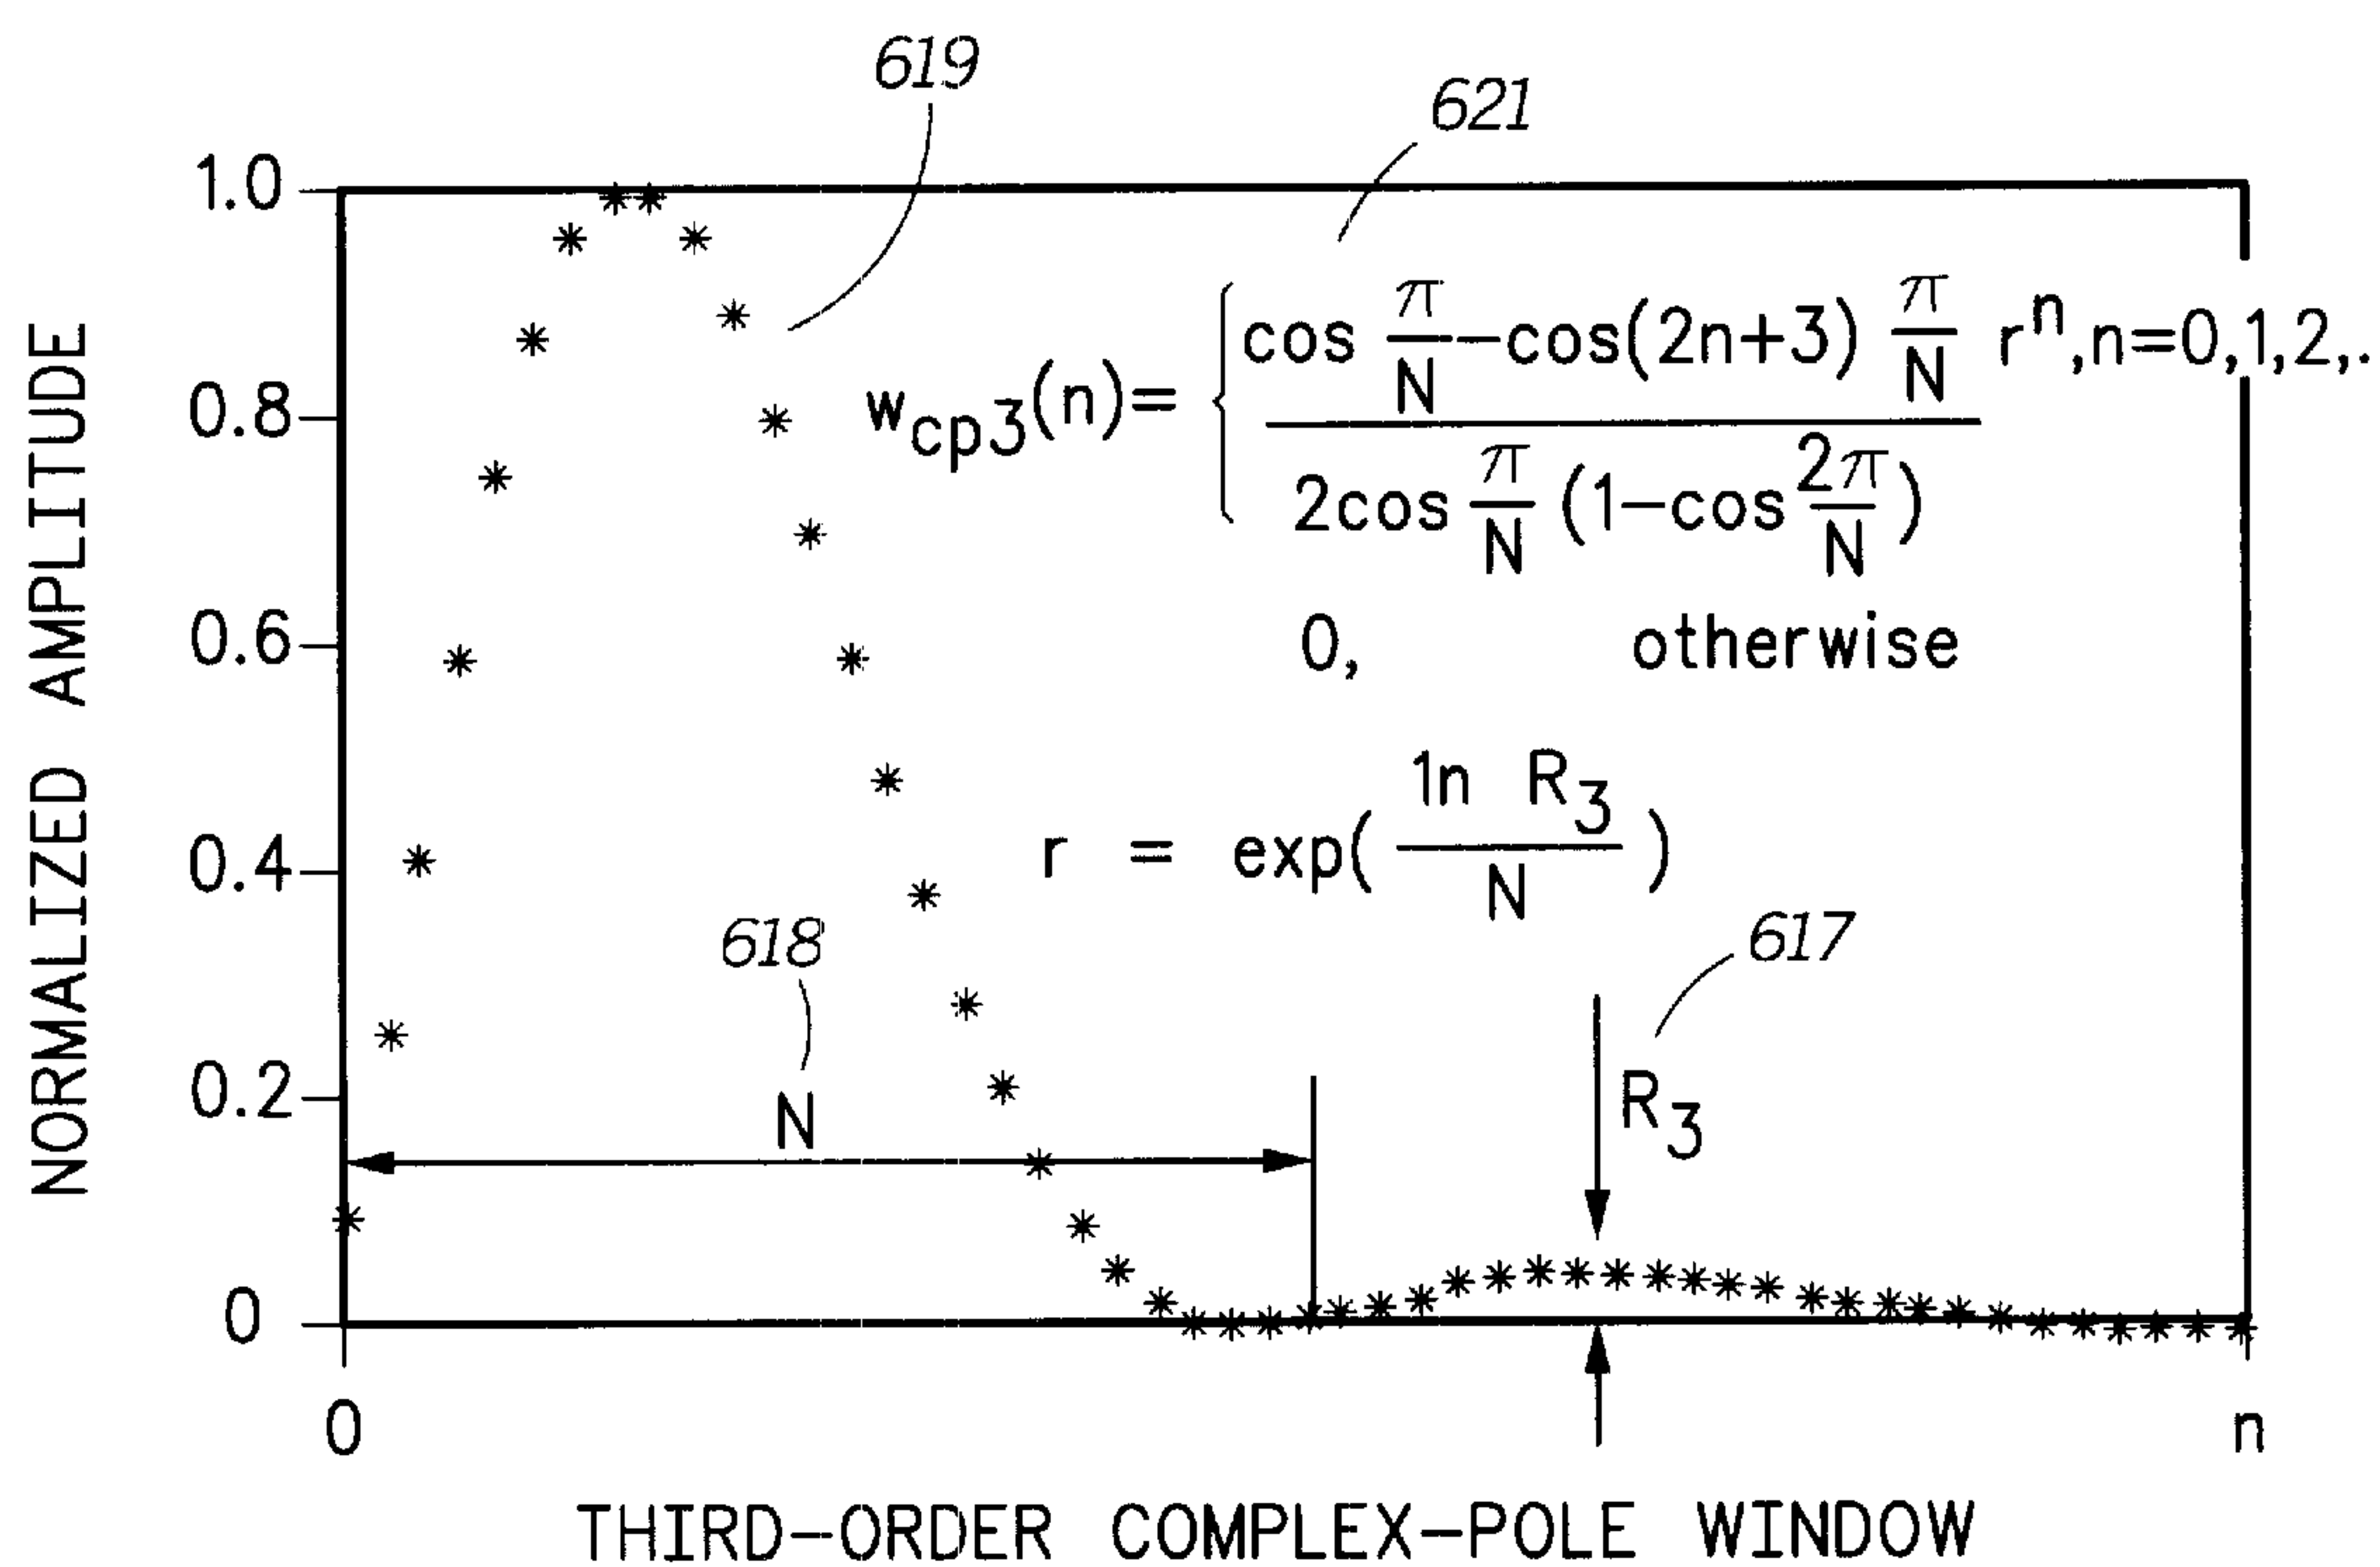 619
621
1.0
0.8
0.6
0.4
0.2
0
NORMALIZED AMPLITUDE
w_cp3(n)= { cos π/N -cos(2n+3) π/N r^n,n=0,1,2,.
2cos π/N (1-cos 2π/N)
0, otherwise
r = exp( ln R_3 / N )
618
N
617
R_3
0
n
THIRD-ORDER COMPLEX-POLE WINDOW